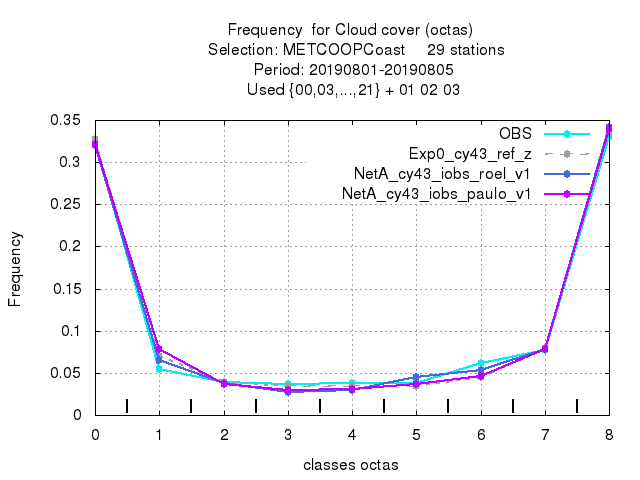 Frequency  for Cloud cover (octas)
Selection: METCOOPCoast     29 stations
Period: 20190801-20190805
Used {00,03,...,21} + 01 02 03
OBS
Exp0_cy43_ref_z
NetA_cy43_iobs_roel_v1
NetA_cy43_iobs_paulo_v1
Frequency
0.35
0.3
0.25
0.2
0.15
0.1
0.05
0
0 1 2 3 4 5 6 7 8
classes octas